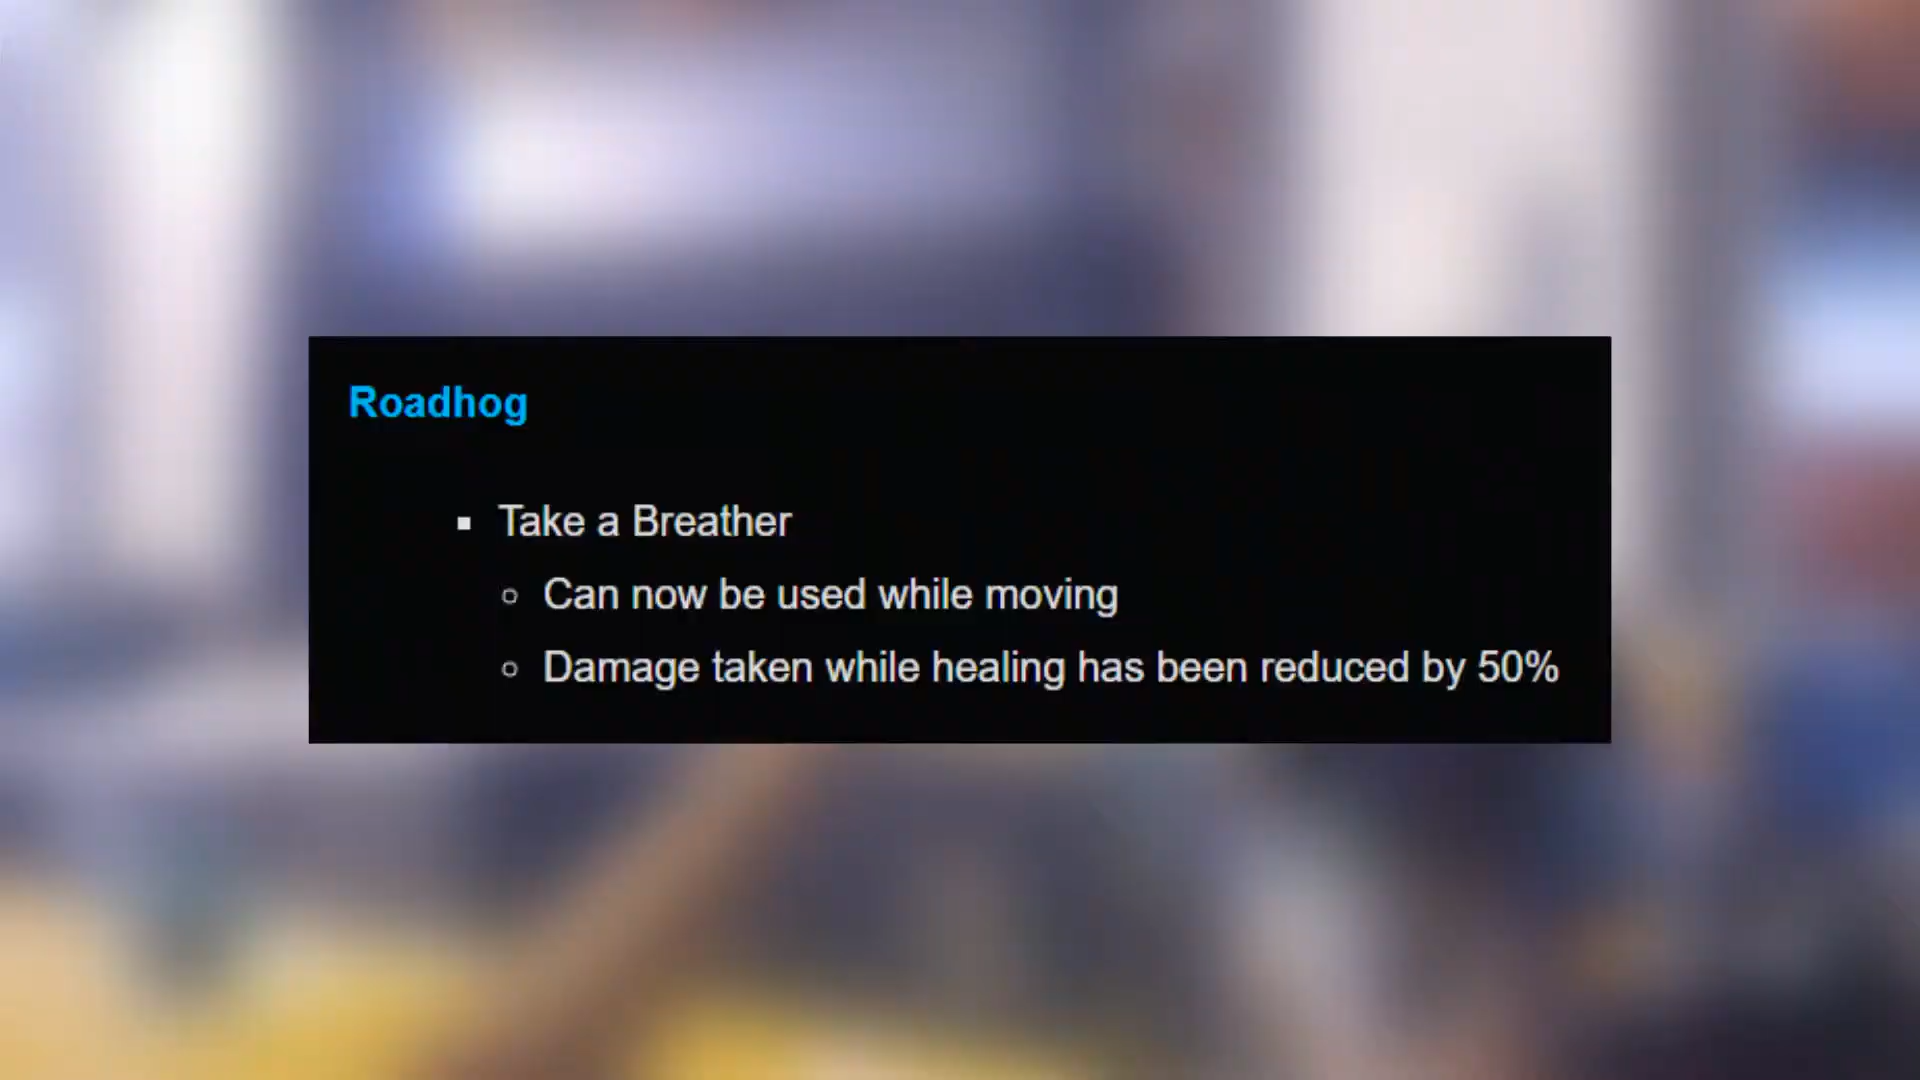 Roadhog
Take a Breather
Can now be used while moving
Damage taken while healing has been reduced by 50%